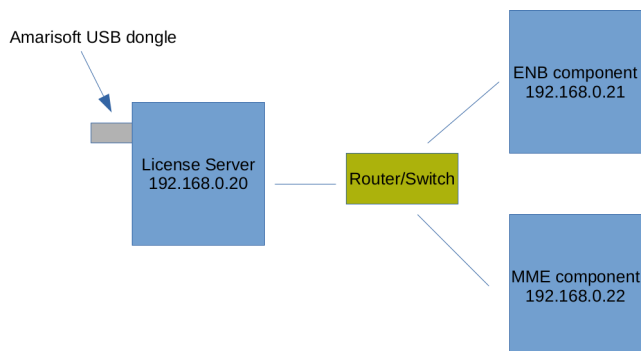 Amarisoft USB dongle
License Server
192.168.0.20
Router/Switch
ENB component
192.168.0.21
MME component
192.168.0.22